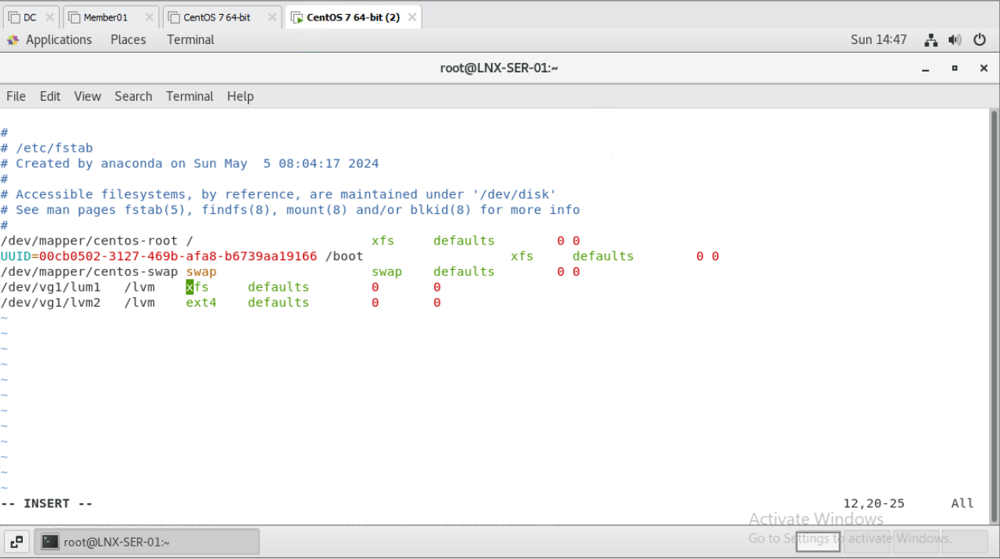 DC
Member01
CentOS 7 64-bit
CentOS 7 64-bit (2)
Applications Places Terminal Sun 14:47
root@LNX-SER-01:~
File Edit View Search Terminal Help
#
# /etc/fstab
# Created by anaconda on Sun May  5 08:04:17 2024
#
# Accessible filesystems, by reference, are maintained under '/dev/disk'
# See man pages fstab(5), findfs(8), mount(8) and/or blkid(8) for more info
#
/dev/mapper/centos-root /                       xfs     defaults        0 0
UUID=00cb0502-3127-469b-afa8-b6739aa19166 /boot                   xfs     defaults        0 0
/dev/mapper/centos-swap swap                    swap    defaults        0 0
/dev/vg1/lum1   /lvm    xfs     defaults        0       0
/dev/vg1/lvm2   /lvm    ext4    defaults        0       0
~
~
~
~
~
~
~
~
~
~
~
~
-- INSERT --                    12,20-25      All
Activate Windows
Go to Settings to activate Windows.
root@LNX-SER-01:~